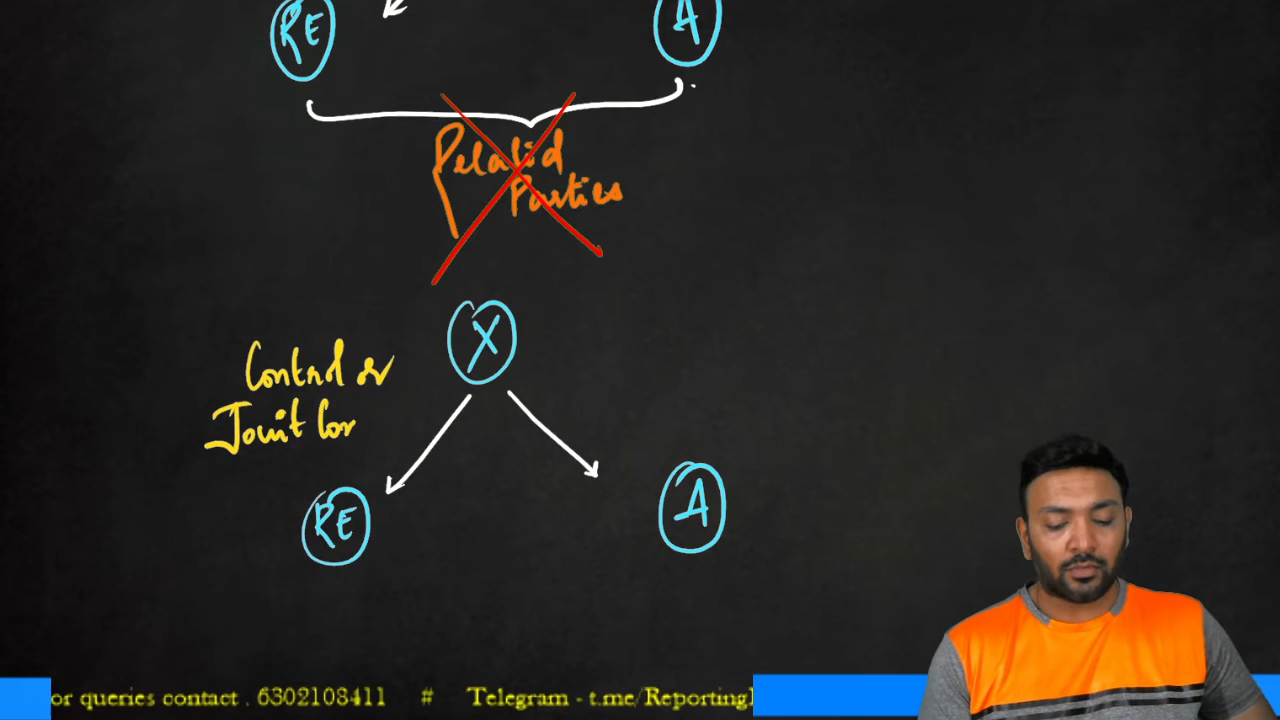 RE
A
Related
Parties
X
Control or
Joint Con
RE
A
or queries contact . 6302108411 # Telegram - t.me/Reporting